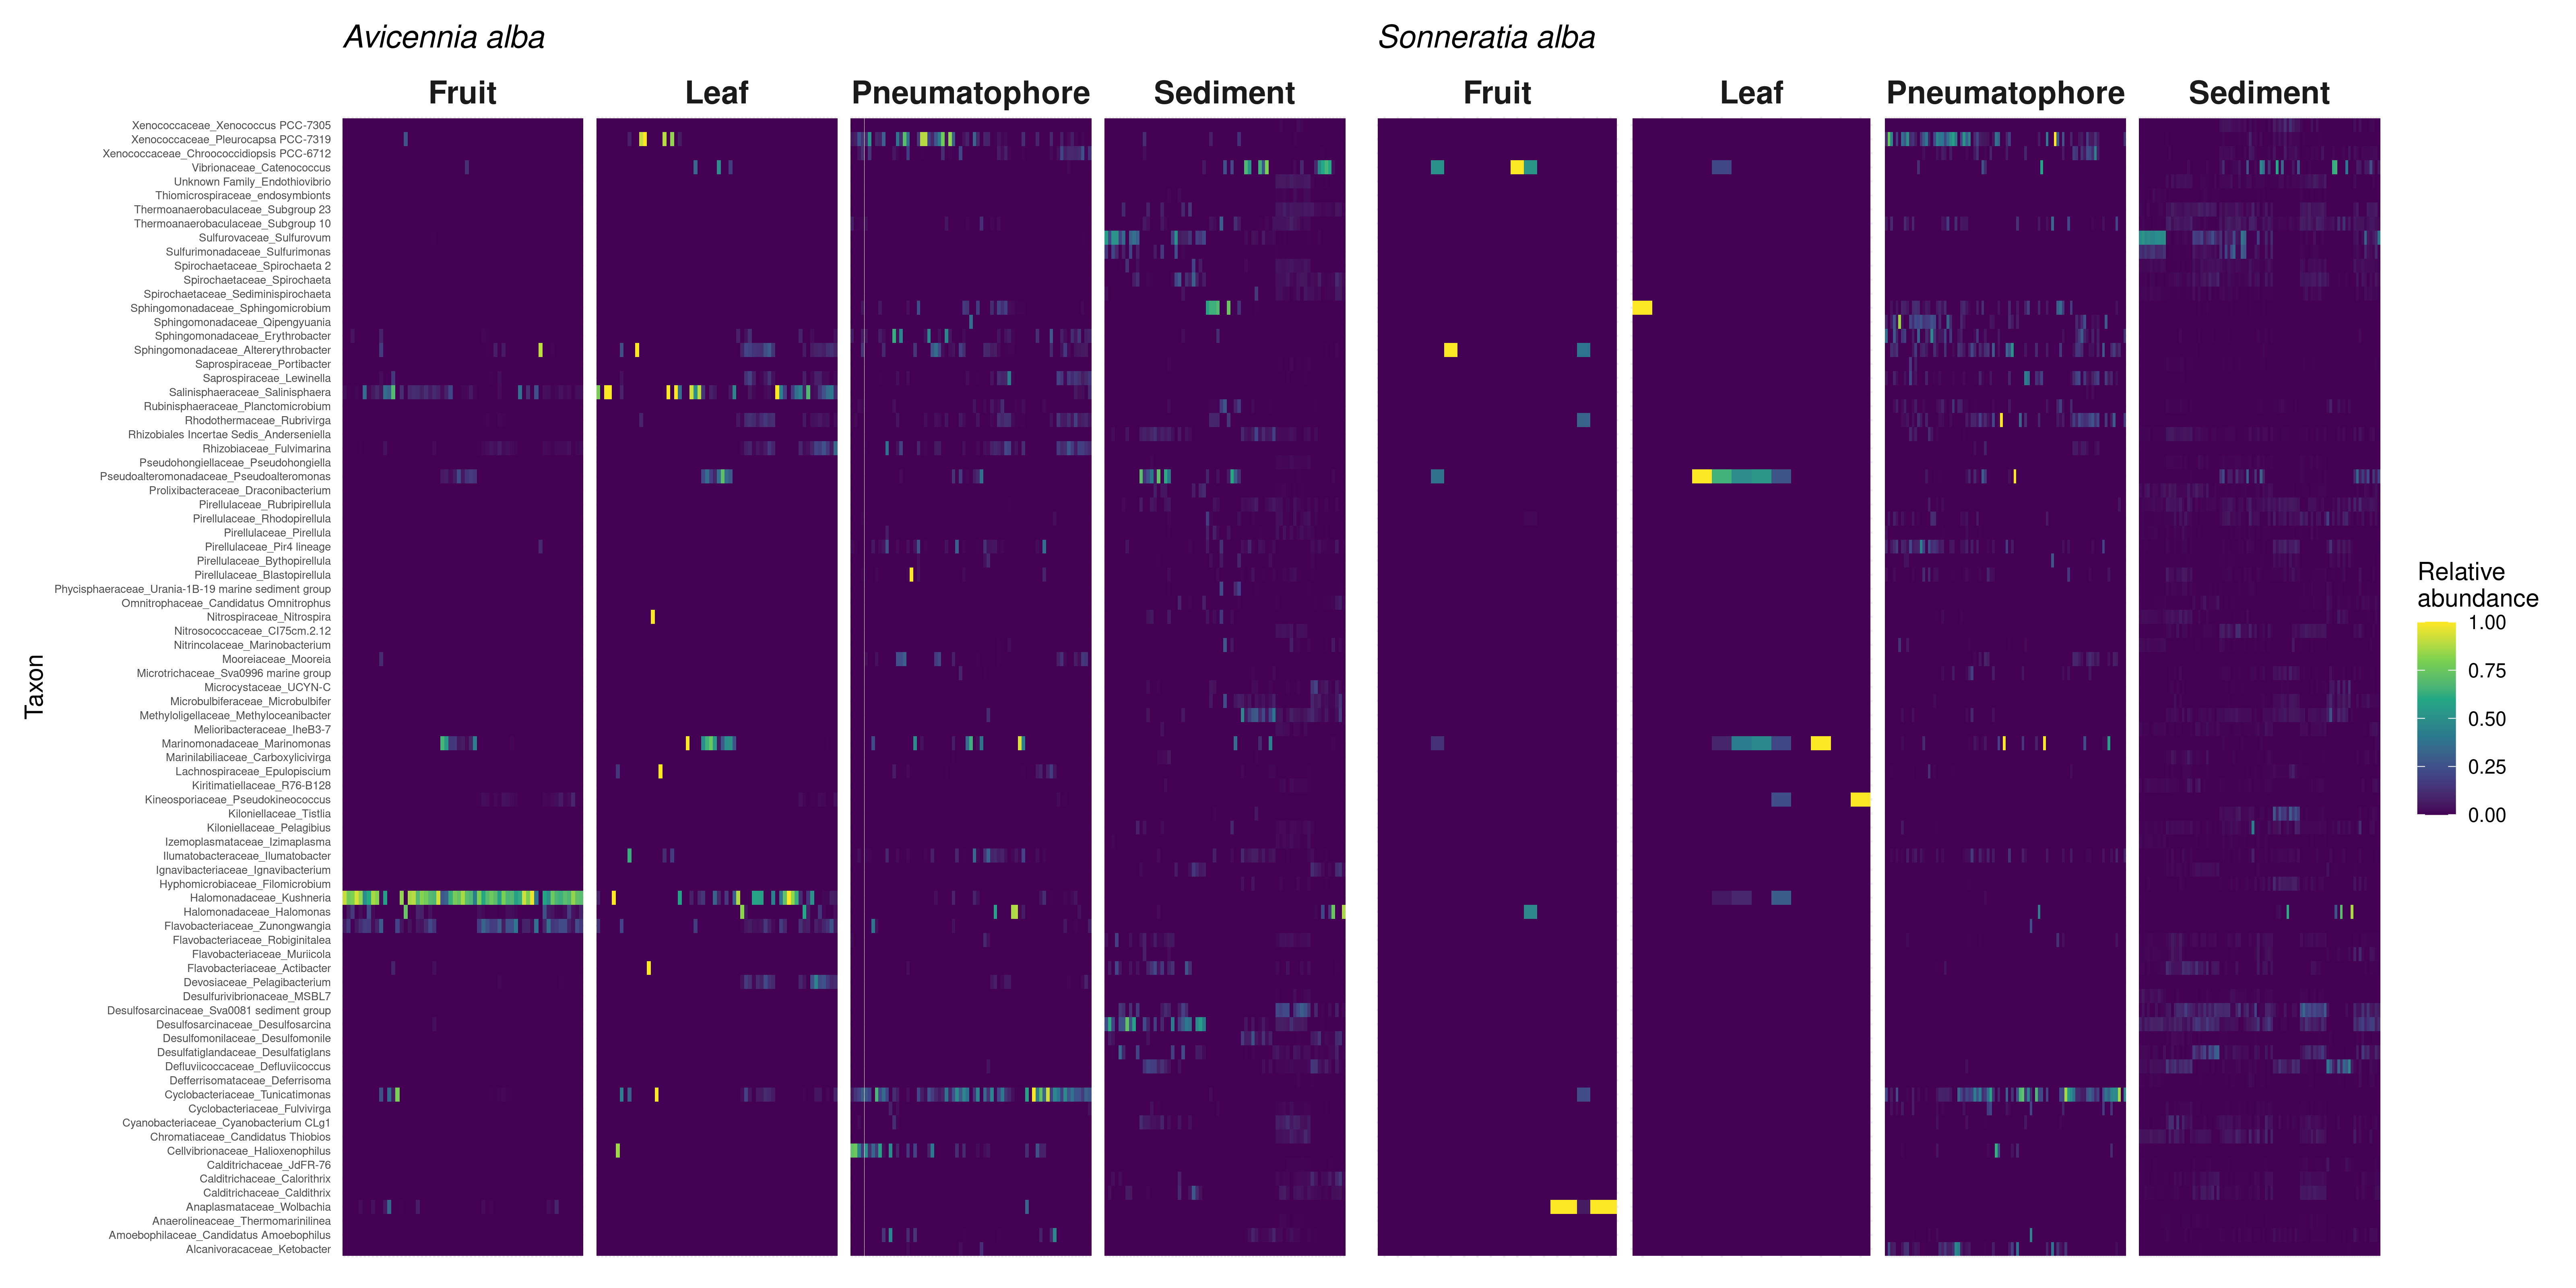 Avicennia alba
Sonneratia alba
Fruit
Leaf
Pneumatophore
Sediment
Fruit
Leaf
Pneumatophore
Sediment
Taxon
Xenococcaceae_Xenococcus PCC-7305
Xenococcaceae_Pleurocapsa PCC-7319
Xenococcaceae_Chroococcidiopsis PCC-6712
Vibrionaceae_Catenococcus
Unknown Family_Endothiovibrio
Thiomicrospiraceae_endosymbionts
Thermoanaerobaculaceae_Subgroup 23
Thermoanaerobaculaceae_Subgroup 10
Sulfurovaceae_Sulfurovum
Sulfurimonadaceae_Sulfurimonas
Spirochaetaceae_Spirochaeta 2
Spirochaetaceae_Spirochaeta
Spirochaetaceae_Sediminispirochaeta
Sphingomonadaceae_Sphingomicrobium
Sphingomonadaceae_Qipengyuania
Sphingomonadaceae_Erythrobacter
Sphingomonadaceae_Altererythrobacter
Saprospiraceae_Portibacter
Saprospiraceae_Lewinella
Salinisphaeraceae_Salinisphaera
Rubinisphaeraceae_Planctomicrobium
Rhodothermaceae_Rubrivirga
Rhizobiales Incertae Sedis_Anderseniella
Rhizobiaceae_Fulvimarina
Pseudohongiellaceae_Pseudohongiella
Pseudoalteromonadaceae_Pseudoalteromonas
Prolixibacteraceae_Draconibacterium
Pirellulaceae_Rubripirellula
Pirellulaceae_Rhodopirellula
Pirellulaceae_Pirellula
Pirellulaceae_Pir4 lineage
Pirellulaceae_Bythopirellula
Pirellulaceae_Blastopirellula
Phycisphaeraceae_Urania-1B-19 marine sediment group
Omnitrophaceae_Candidatus Omnitrophus
Nitrospiraceae_Nitrospira
Nitrosococcaceae_CI75cm.2.12
Nitrincolaceae_Marinobacterium
Mooreiaceae_Mooreia
Microtrichaceae_Sva0996 marine group
Microcystaceae_UCYN-C
Microbulbiferaceae_Microbulbifer
Methyloligellaceae_Methyloceanibacter
Melioribacteraceae_IheB3-7
Marinomonadaceae_Marinomonas
Marinilabiliaceae_Carboxylicivirga
Lachnospiraceae_Epulopiscium
Kiritimatiellaceae_R76-B128
Kineosporiaceae_Pseudokineococcus
Kiloniellaceae_Tistlia
Kiloniellaceae_Pelagibius
Izemoplasmataceae_Izimaplasma
Ilumatobacteraceae_Ilumatobacter
Ignavibacteriaceae_Ignavibacterium
Hyphomicrobiaceae_Filomicrobium
Halomonadaceae_Kushneria
Halomonadaceae_Halomonas
Flavobacteriaceae_Zunongwangia
Flavobacteriaceae_Robiginitalea
Flavobacteriaceae_Muriicola
Flavobacteriaceae_Actibacter
Devosiaceae_Pelagibacterium
Desulfurivibrionaceae_MSBL7
Desulfosarcinaceae_Sva0081 sediment group
Desulfosarcinaceae_Desulfosarcina
Desulfomonilaceae_Desulfomonile
Desulfatiglandaceae_Desulfatiglans
Defluviicoccaceae_Defluviicoccus
Defferrisomataceae_Deferrisoma
Cyclobacteriaceae_Tunicatimonas
Cyclobacteriaceae_Fulvivirga
Cyanobacteriaceae_Cyanobacterium CLg1
Chromatiaceae_Candidatus Thiobios
Cellvibrionaceae_Halioxenophilus
Calditrichaceae_JdFR-76
Calditrichaceae_Calorithrix
Calditrichaceae_Caldithrix
Anaplasmataceae_Wolbachia
Anaerolineaceae_Thermomarinilinea
Amoebophilaceae_Candidatus Amoebophilus
Alcanivoracaceae_Ketobacter
Relative
abundance
1.00
0.75
0.50
0.25
0.00